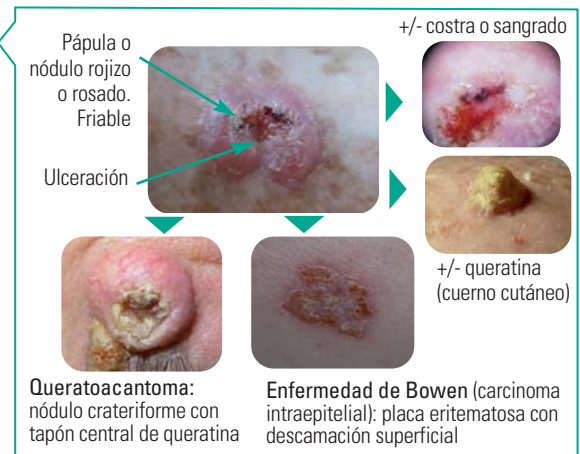 Pápula o
nódulo rojizo
o rosado.
Friable
Ulceración
+/- costra o sangrado
+/- queratina
(cuerno cutáneo)
Queratoacantoma:
nódulo crateriforme con
tapón central de queratina
Enfermedad de Bowen (carcinoma
intraepitelial): placa eritematosa con
descamación superficial